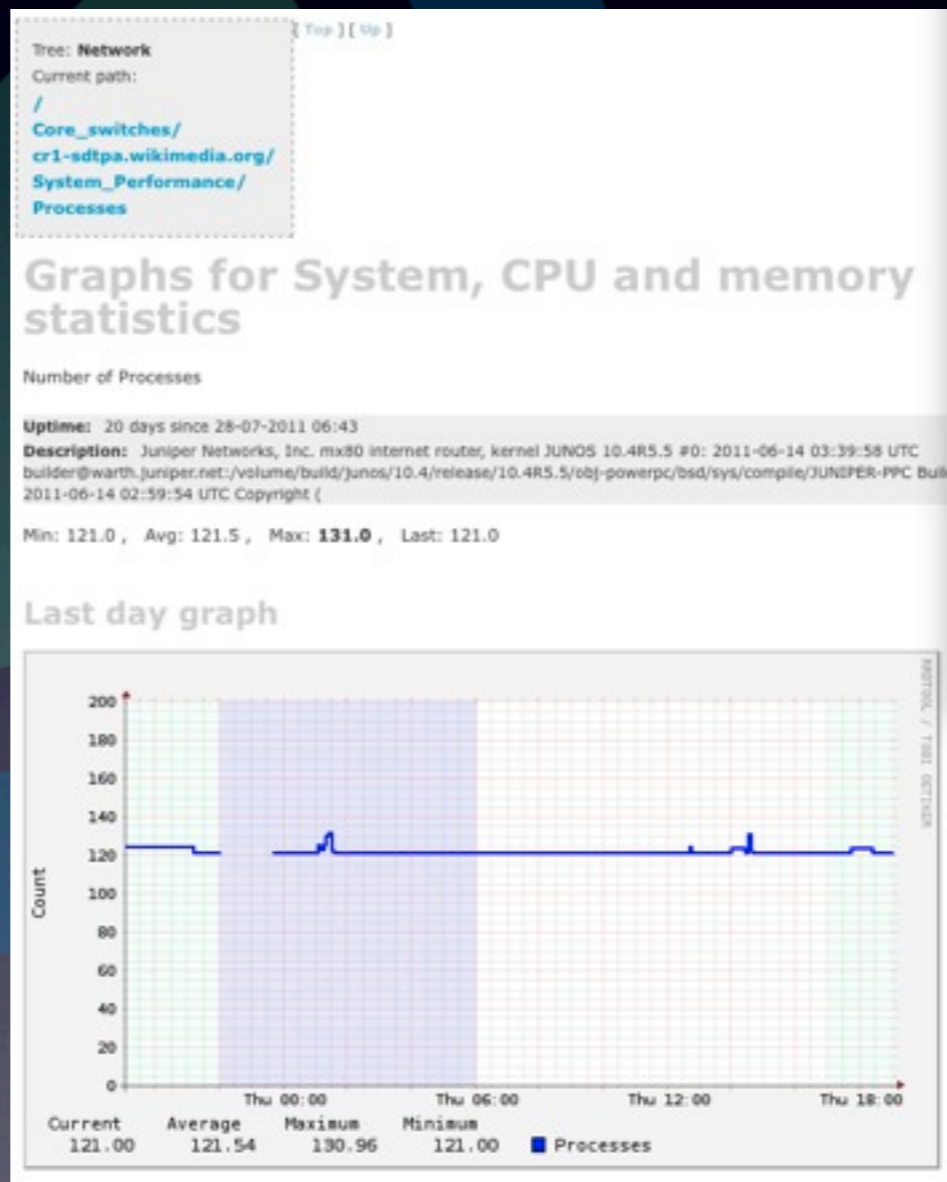 [ Top ][ Up ]
Tree: Network
Current path:
/
Core_switches/
cr1-sdtpa.wikimedia.org/
System_Performance/
Processes
Graphs for System, CPU and memory
statistics
Number of Processes
Uptime: 20 days since 28-07-2011 06:43
Description: Juniper Networks, Inc. mx80 internet router, kernel JUNOS 10.4R5.5 #0: 2011-06-14 03:39:58 UTC
builder@warth.juniper.net:/volume/build/junos/10.4/release/10.4R5.5/obj-powerpc/bsd/sys/compile/JUNIPER-PPC
2011-06-14 02:59:54 UTC Copyright (
Min: 121.0 , Avg: 121.5 , Max: 131.0 , Last: 121.0
Last day graph
RRDTOOL / TOBI OETIKER
200
180
160
140
120
100
80
60
40
20
0
Count
Thu 00:00 Thu 06:00 Thu 12:00 Thu 18:00
Current Average Maximum Minimum
121.00 121.54 130.96 121.00 Processes